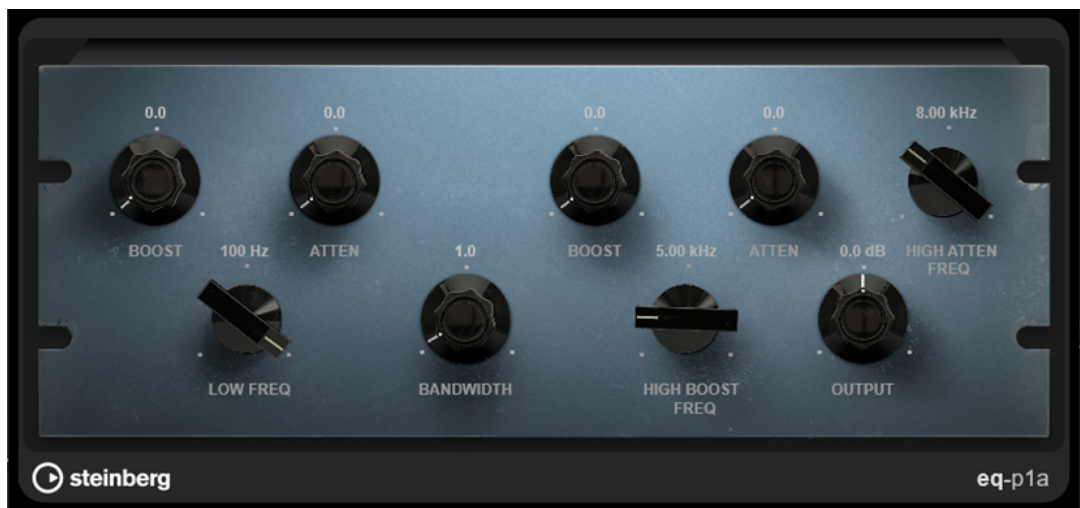 0.0 0.0 0.0 0.0 8.00 kHz
BOOST 100 Hz ATTEN 1.0 BOOST 5.00 kHz ATTEN 0.0 dB HIGH ATTEN
FREQ
LOW FREQ BANDWIDTH HIGH BOOST OUTPUT
FREQ
steinberg eq-p1a